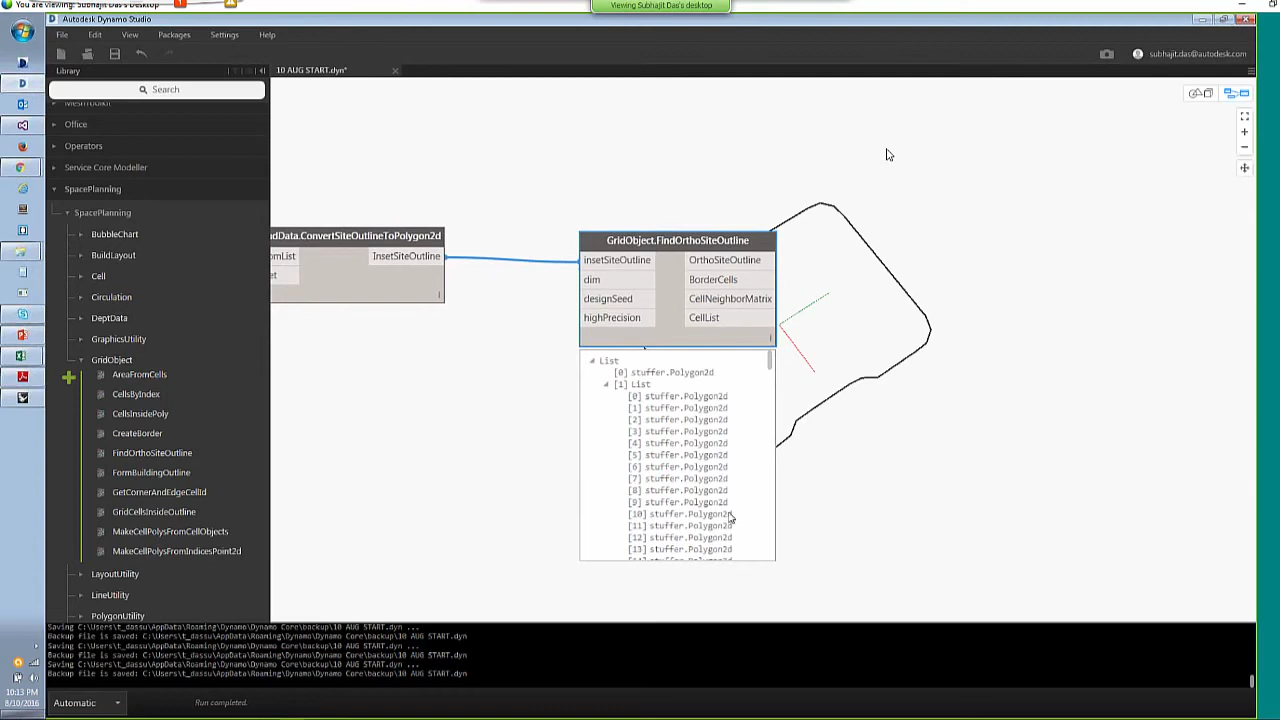 You are viewing: Subhajit Das's desktop
Viewing Subhajit Das's desktop
Autodesk Dynamo Studio
File Edit View Packages Settings Help
subhajit.das@autodesk.com
Library
10 AUG START.dyn*
Search
MeshToolkit
Office
Operators
Service Core Modeller
SpacePlanning
SpacePlanning
BubbleChart
BuildLayout
Cell
Circulation
DeptData
GraphicsUtility
GridObject
AreaFromCells
CellsByIndex
CellsInsidePoly
CreateBorder
FindOrthoSiteOutline
FormBuildingOutline
GetCornerAndEdgeCellId
GridCellsInsideOutline
MakeCellPolysFromCellObjects
MakeCellPolysFromIndicesPoint2d
LayoutUtility
LineUtility
PolygonUtility
ndData.ConvertSiteOutlineToPolygon2d
omList InsetSiteOutline
et
GridObject.FindOrthoSiteOutline
insetSiteOutline OrthoSiteOutline
dim BorderCells
designSeed CellNeighborMatrix
highPrecision CellList
List
[0] stuffer.Polygon2d
[1] List
[0] stuffer.Polygon2d
[1] stuffer.Polygon2d
[2] stuffer.Polygon2d
[3] stuffer.Polygon2d
[4] stuffer.Polygon2d
[5] stuffer.Polygon2d
[6] stuffer.Polygon2d
[7] stuffer.Polygon2d
[8] stuffer.Polygon2d
[9] stuffer.Polygon2d
[10] stuffer.Polygon2d
[11] stuffer.Polygon2d
[12] stuffer.Polygon2d
[13] stuffer.Polygon2d
Saving C:\Users\t_dassu\AppData\Roaming\Dynamo\Dynamo Core\backup\10 AUG START.dyn ...
Backup file is saved: C:\Users\t_dassu\AppData\Roaming\Dynamo\Dynamo Core\backup\10 AUG START.dyn
Saving C:\Users\t_dassu\AppData\Roaming\Dynamo\Dynamo Core\backup\10 AUG START.dyn ...
Backup file is saved: C:\Users\t_dassu\AppData\Roaming\Dynamo\Dynamo Core\backup\10 AUG START.dyn
Saving C:\Users\t_dassu\AppData\Roaming\Dynamo\Dynamo Core\backup\10 AUG START.dyn ...
Backup file is saved: C:\Users\t_dassu\AppData\Roaming\Dynamo\Dynamo Core\backup\10 AUG START.dyn
Automatic
Run completed.
10:13 PM
8/10/2016